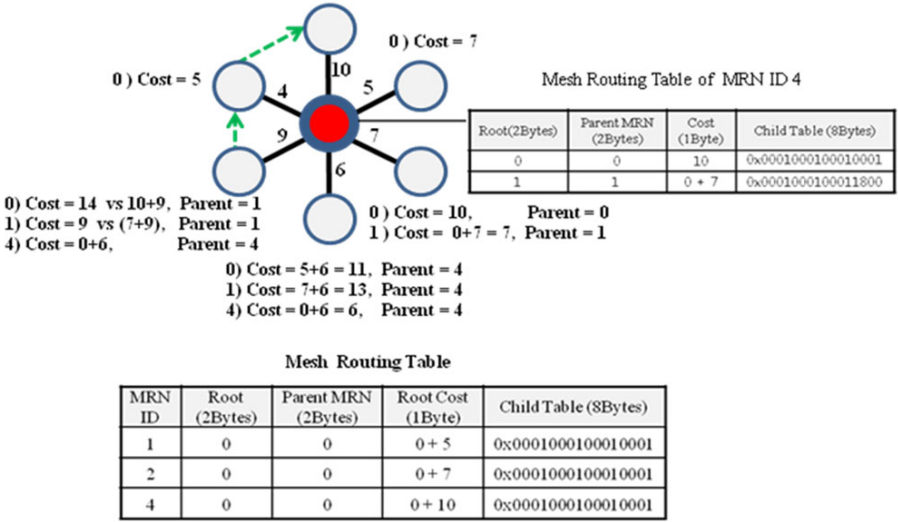 0 ) Cost = 7
0 ) Cost = 5
10
4
5
9
7
6
Mesh Routing Table of MRN ID 4
Root(2Bytes) Parent MRN (2Bytes) Cost (1Byte) Child Table (8Bytes)
0 0 10 0x0001000100010001
1 1 0 + 7 0x0001000100011800
0) Cost = 14 vs 10+9, Parent = 1
1) Cost = 9 vs (7+9), Parent = 1
4) Cost = 0+6, Parent = 4
0 ) Cost = 10, Parent = 0
1 ) Cost = 0+7 = 7, Parent = 1
0) Cost = 5+6 = 11, Parent = 4
1) Cost = 7+6 = 13, Parent = 4
4) Cost = 0+6 = 6, Parent = 4
Mesh Routing Table
MRN ID Root (2Bytes) Parent MRN (2Bytes) Root Cost (1Byte) Child Table (8Bytes)
1 0 0 0 + 5 0x0001000100010001
2 0 0 0 + 7 0x0001000100010001
4 0 0 0 + 10 0x0001000100010001